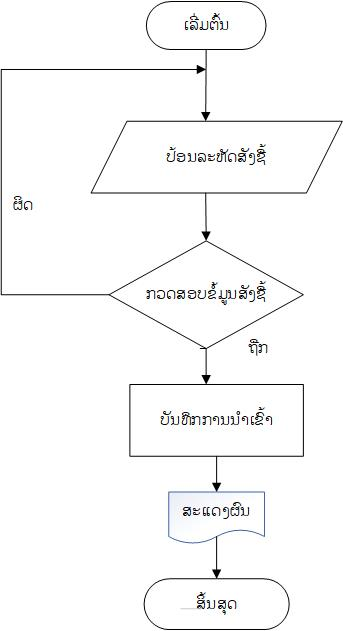 ເລີ່ມຕົ້ນ
ປ້ອນລະຫັດສັ່ງຊື້
ຜິດ
ກວດສອບຂໍ້ມູນສັ່ງຊື້
ຖືກ
ບັນທຶກການນຳເຂົ້າ
ສະແດງຜົນ
ສິ້ນສຸດ